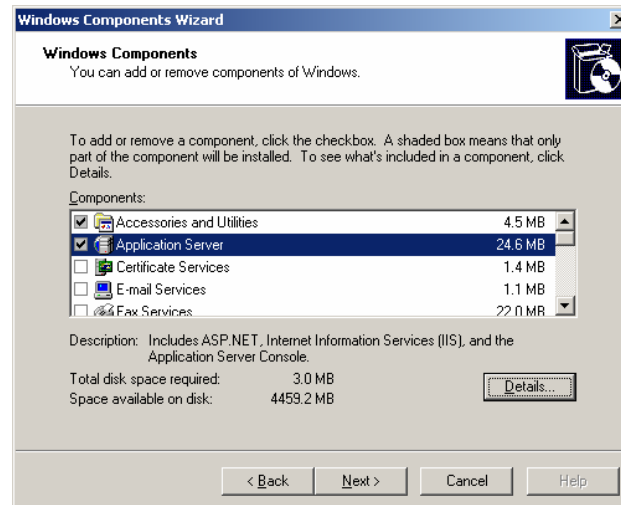 Windows Components Wizard
Windows Components
You can add or remove components of Windows.
To add or remove a component, click the checkbox. A shaded box means that only
part of the component will be installed. To see what's included in a component, click
Details.
Components:
Accessories and Utilities 4.5 MB
Application Server 24.6 MB
Certificate Services 1.4 MB
E-mail Services 1.1 MB
Fax Services 22.0 MB
Description: Includes ASP.NET, Internet Information Services (IIS), and the
Application Server Console.
Total disk space required: 3.0 MB
Space available on disk: 4459.2 MB
Details...
< Back Next > Cancel Help